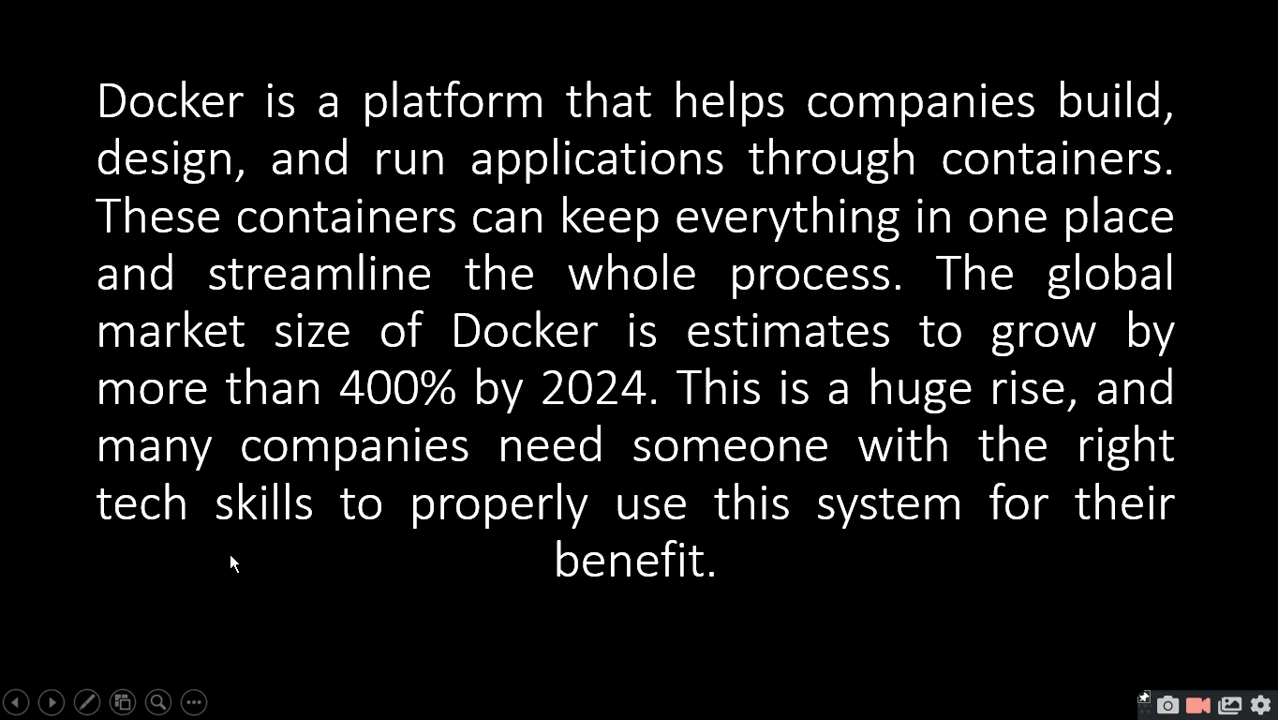 Docker is a platform that helps companies build,
design, and run applications through containers.
These containers can keep everything in one place
and streamline the whole process. The global
market size of Docker is estimates to grow by
more than 400% by 2024. This is a huge rise, and
many companies need someone with the right
tech skills to properly use this system for their
benefit.